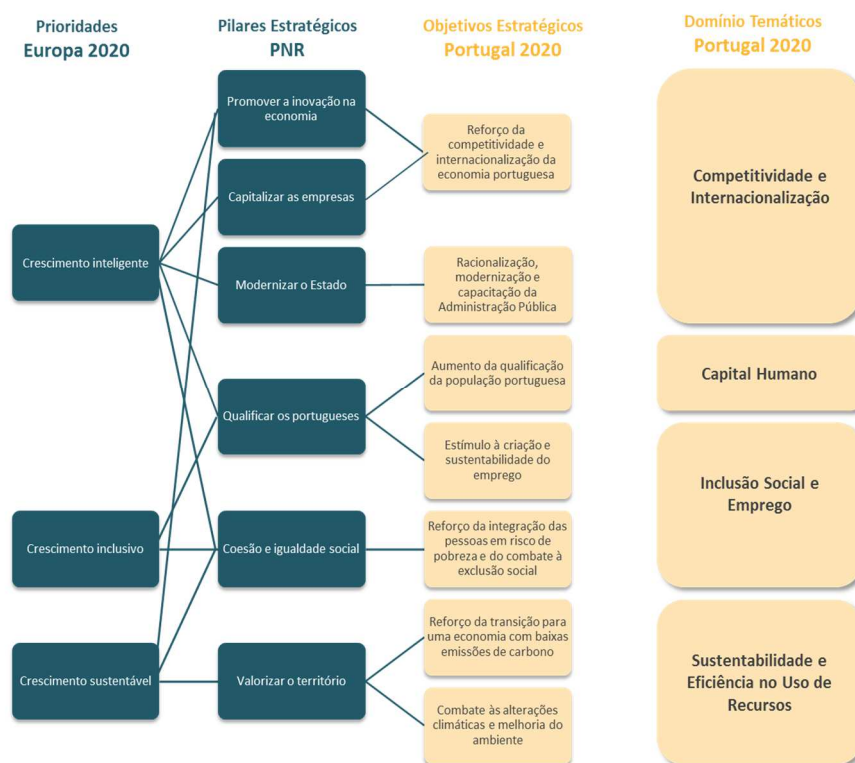 Prioridades
Europa 2020
Pilares Estratégicos
PNR
Objetivos Estratégicos
Portugal 2020
Domínio Temáticos
Portugal 2020
Crescimento inteligente
Crescimento inclusivo
Crescimento sustentável
Promover a inovação na
economia
Capitalizar as empresas
Modernizar o Estado
Qualificar os portugueses
Coesão e igualdade social
Valorizar o território
Reforço da
competitividade e
internacionalização da
economia portuguesa
Racionalização,
modernização e
capacitação da
Administração Pública
Aumento da qualificação
da população portuguesa
Estímulo à criação e
sustentabilidade do
emprego
Reforço da integração das
pessoas em risco de
pobreza e do combate à
exclusão social
Reforço da transição para
uma economia com baixas
emissões de carbono
Combate às alterações
climáticas e melhoria do
ambiente
Competitividade e
Internacionalização
Capital Humano
Inclusão Social e
Emprego
Sustentabilidade e
Eficiência no Uso de
Recursos